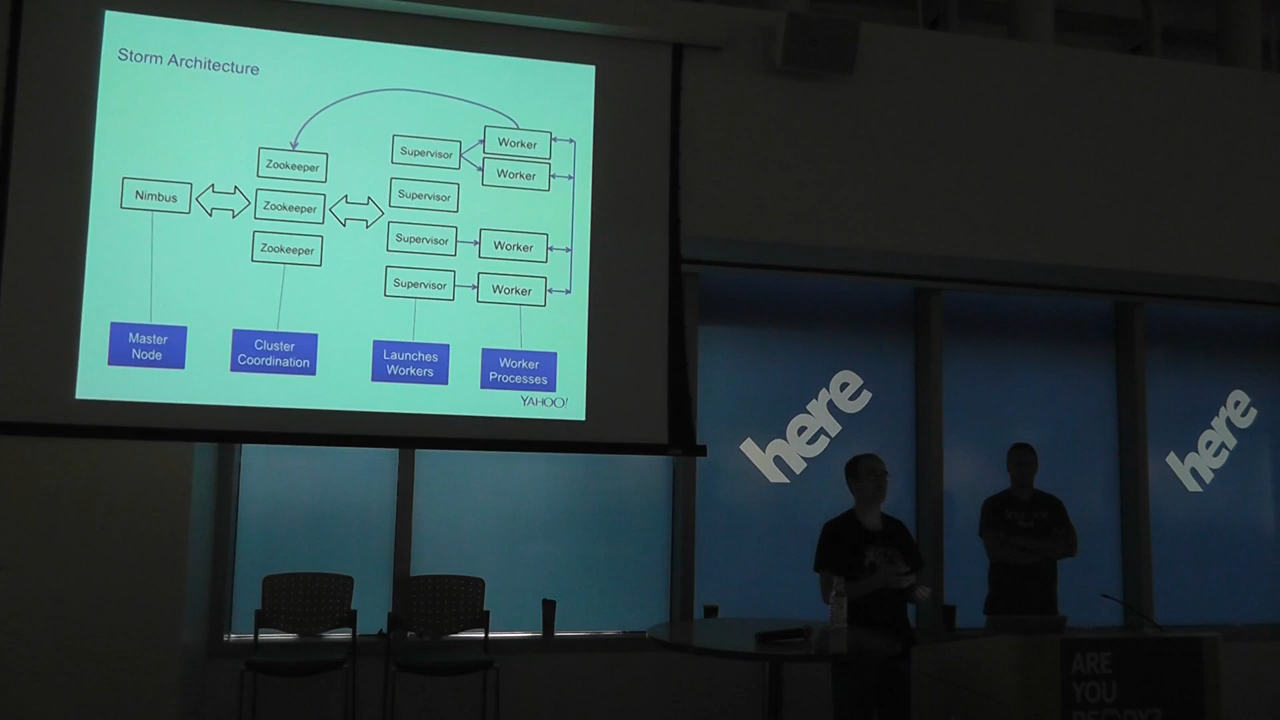 Storm Architecture
Nimbus
Zookeeper
Zookeeper
Zookeeper
Supervisor
Supervisor
Supervisor
Supervisor
Worker
Worker
Worker
Worker
Master
Node
Cluster
Coordination
Launches
Workers
Worker
Processes
YAHOO!
here
here
ARE
YOU